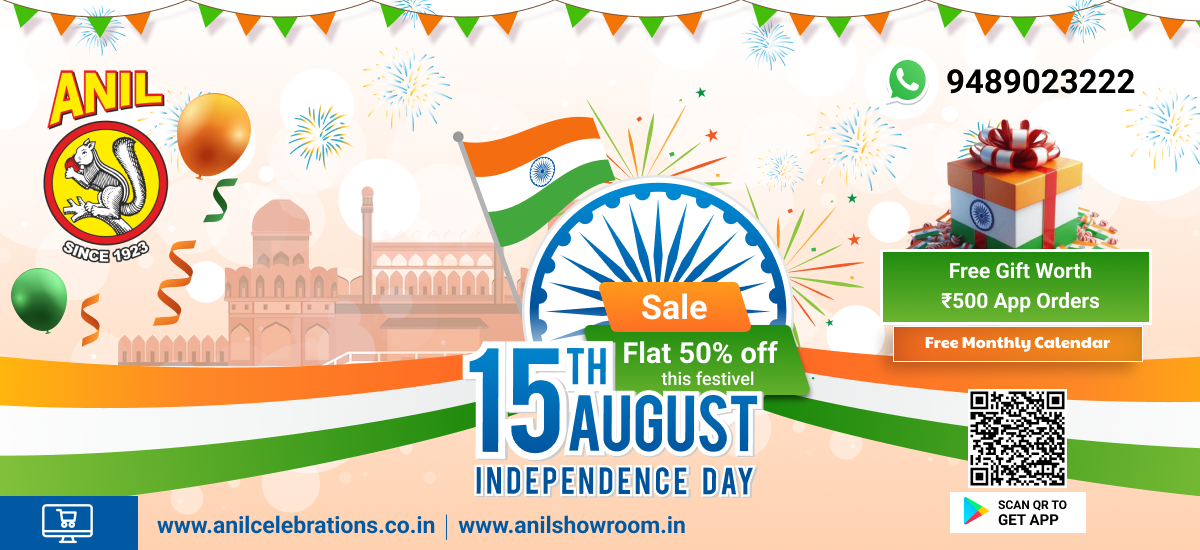 ANIL
SINCE 1923
9489023222
Free Gift Worth
₹500 App Orders
Free Monthly Calendar
Sale
Flat 50% off
this festivel
15TH
AUGUST
INDEPENDENCE DAY
SCAN QR TO
GET APP
www.anilcelebrations.co.in | www.anilshowroom.in